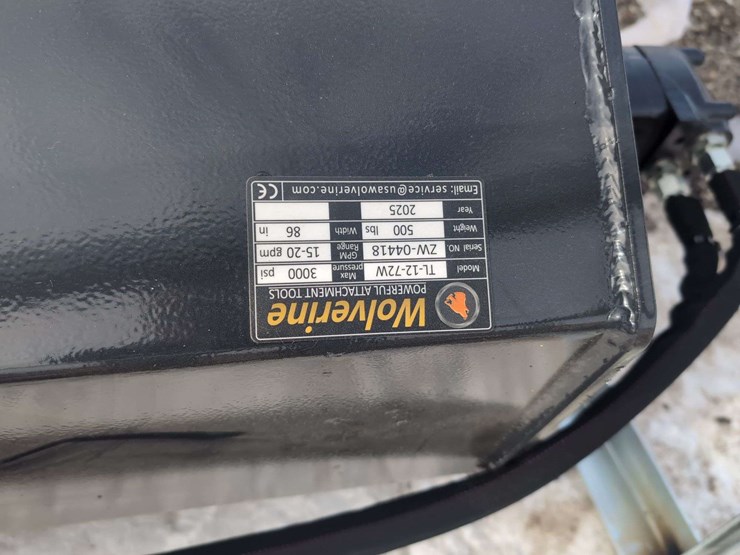 Wolverine
POWERFUL ATTACHMENT TOOLS
Model TL-12-72W Max pressure 3000 psi
Serial NO ZW-04418 GPM Range 15-20 gpm
Weight 500 lbs Width 86 in
Year 2025
Email: service@usawolverine.com CE